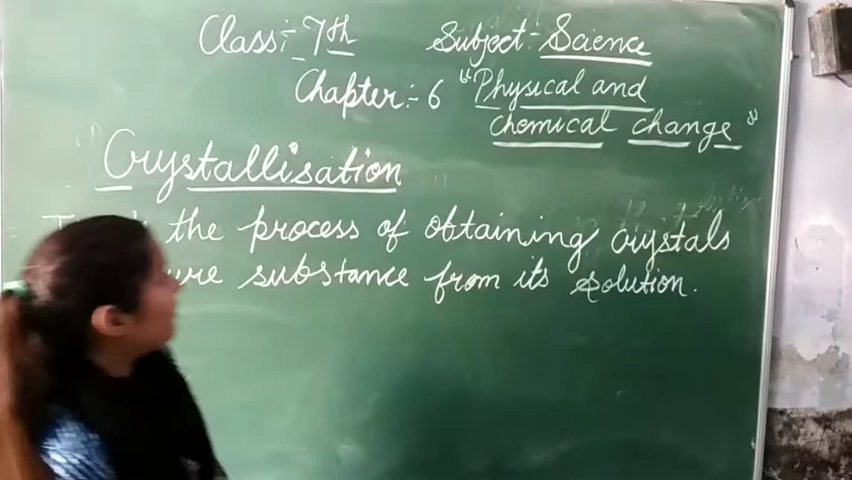 Class:- 7th Subject:- Science
Chapter:- 6 "Physical and
chemical change"
Crystallisation
the process of obtaining crystals
substance from its solution.